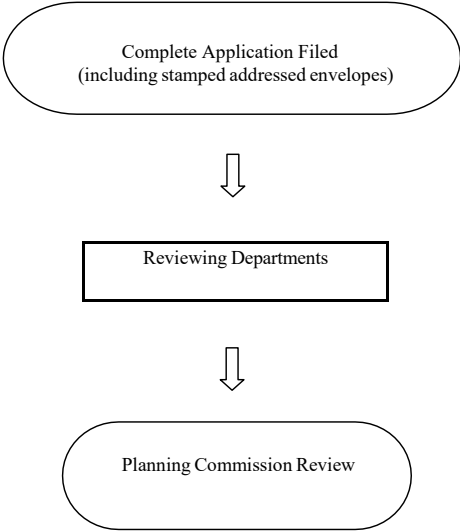 Complete Application Filed
(including stamped addressed envelopes)
Reviewing Departments
Planning Commission Review